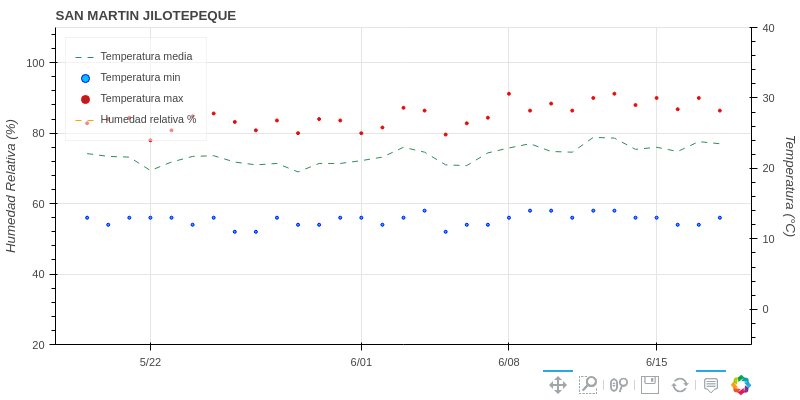 SAN MARTIN JILOTEPEQUE
Temperatura media
Temperatura min
Temperatura max
Humedad relativa %
Humedad Relativa (%)
100
80
60
40
20
Temperatura (°C)
40
30
20
10
0
5/22
6/01
6/08
6/15